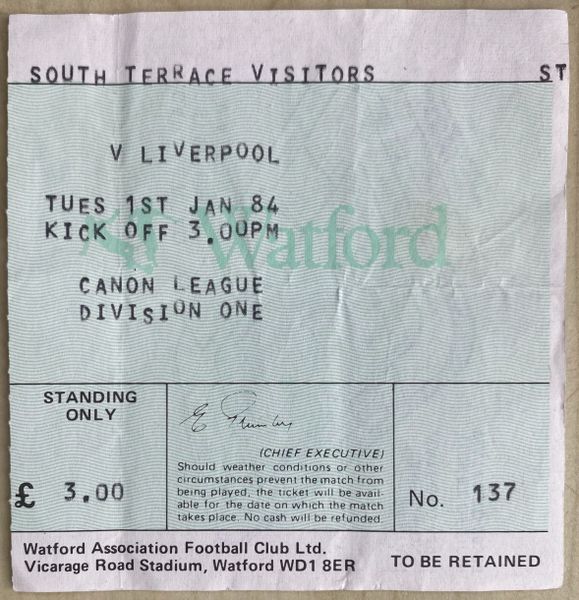 SOUTH TERRACE VISITORS ST
V LIVERPOOL
TUES 1ST JAN 84
KICK OFF 3.00PM
Watford
CANON LEAGUE
DIVISION ONE
STANDING
ONLY
£ 3.00
(CHIEF EXECUTIVE)
Should weather conditions or other
circumstances prevent the match from
being played, the ticket will be avail-
able for the date on which the match
takes place. No cash will be refunded.
No. 137
Watford Association Football Club Ltd.
Vicarage Road Stadium, Watford WD1 8ER
TO BE RETAINED